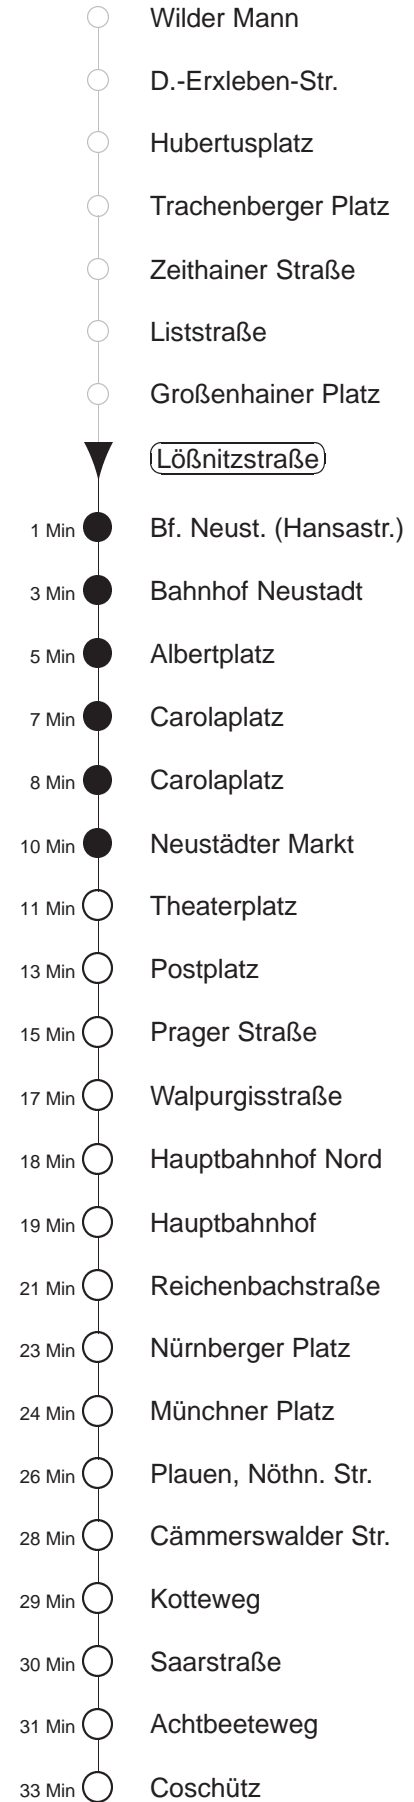 Wilder Mann
D.-Erxleben-Str.
Hubertusplatz
Trachenberger Platz
Zeithainer Straße
Liststraße
Großenhainer Platz
Lößnitzstraße
1 Min Bf. Neust. (Hansastr.)
3 Min Bahnhof Neustadt
5 Min Albertplatz
7 Min Carolaplatz
8 Min Carolaplatz
10 Min Neustädter Markt
11 Min Theaterplatz
13 Min Postplatz
15 Min Prager Straße
17 Min Walpurgisstraße
18 Min Hauptbahnhof Nord
19 Min Hauptbahnhof
21 Min Reichenbachstraße
23 Min Nürnberger Platz
24 Min Münchner Platz
26 Min Plauen, Nöthn. Str.
28 Min Cämmerswalder Str.
29 Min Kotteweg
30 Min Saarstraße
31 Min Achtbeeteweg
33 Min Coschütz